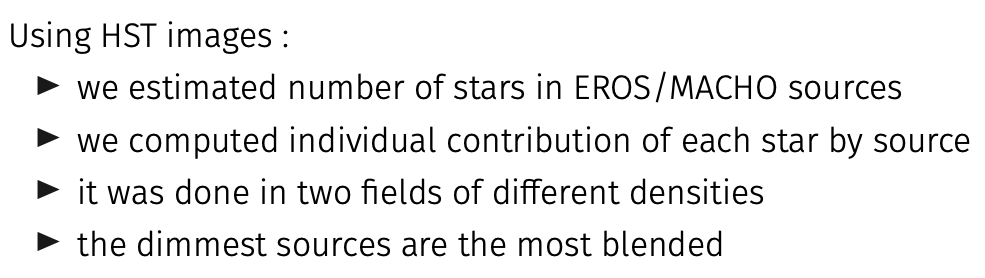 Using HST images :
► we estimated number of stars in EROS/MACHO sources
► we computed individual contribution of each star by source
► it was done in two fields of different densities
► the dimmest sources are the most blended